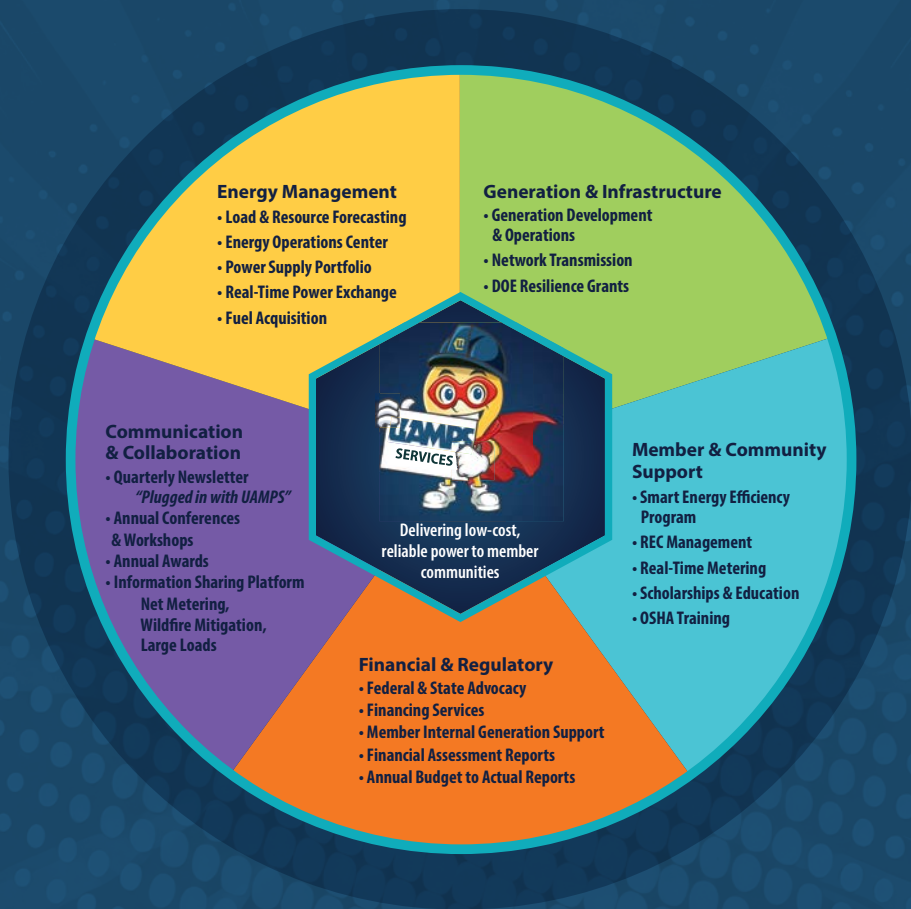 Energy Management
• Load & Resource Forecasting
• Energy Operations Center
• Power Supply Portfolio
• Real-Time Power Exchange
• Fuel Acquisition
Generation & Infrastructure
• Generation Development
& Operations
• Network Transmission
• DOE Resilience Grants
Communication
& Collaboration
• Quarterly Newsletter
“Plugged in with UAMPS”
• Annual Conferences
& Workshops
• Annual Awards
• Information Sharing Platform
Net Metering,
Wildfire Mitigation,
Large Loads
U
UAMPS
SERVICES
Delivering low-cost,
reliable power to member
communities
Member & Community
Support
• Smart Energy Efficiency
Program
• REC Management
• Real-Time Metering
• Scholarships & Education
• OSHA Training
Financial & Regulatory
• Federal & State Advocacy
• Financing Services
• Member Internal Generation Support
• Financial Assessment Reports
• Annual Budget to Actual Reports